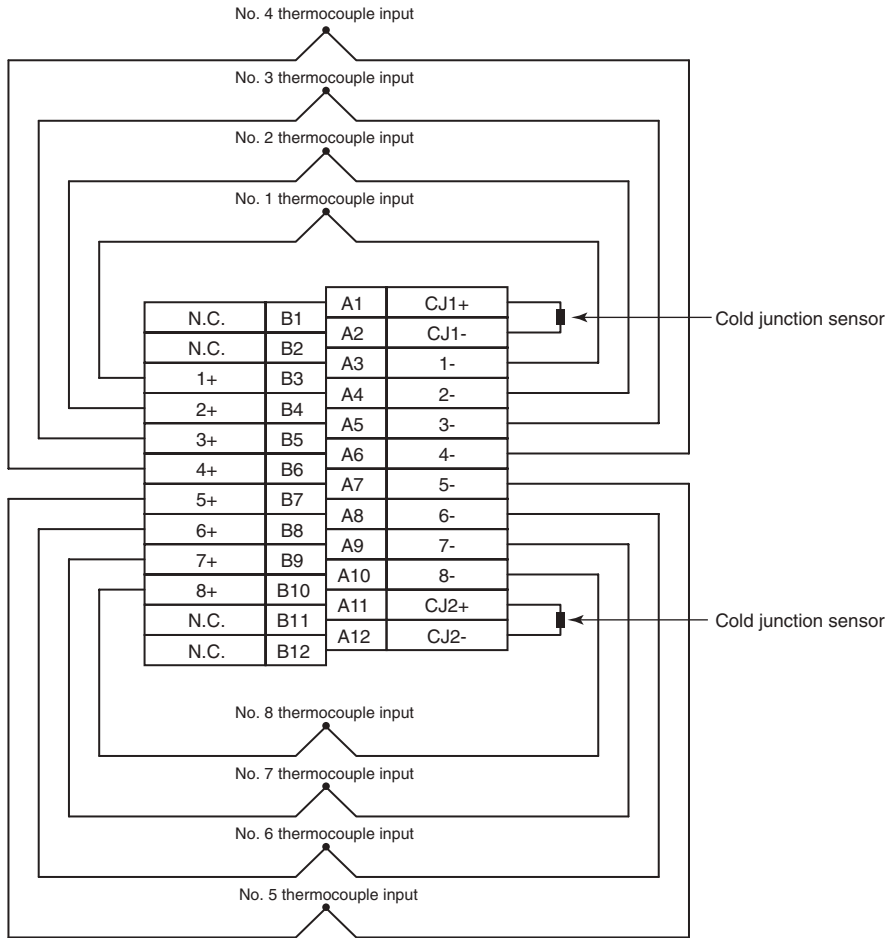 No. 4 thermocouple input
No. 3 thermocouple input
No. 2 thermocouple input
No. 1 thermocouple input
A1 CJ1+
N.C. B1
Cold junction sensor
A2 CJ1-
N.C. B2
A3 1-
1+ B3
A4 2-
2+ B4
A5 3-
3+ B5
A6 4-
4+ B6
A7 5-
5+ B7
A8 6-
6+ B8
A9 7-
7+ B9
A10 8-
8+ B10
A11 CJ2+
N.C. B11
Cold junction sensor
A12 CJ2-
N.C. B12
No. 8 thermocouple input
No. 7 thermocouple input
No. 6 thermocouple input
No. 5 thermocouple input